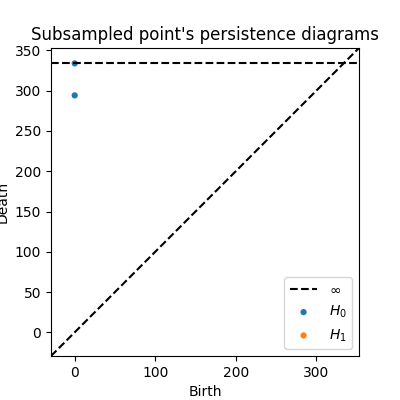 Subsampled point's persistence diagrams
350
300
250
200
150
100
50
0
Death
0 100 200 300
Birth
∞
H₀
H₁